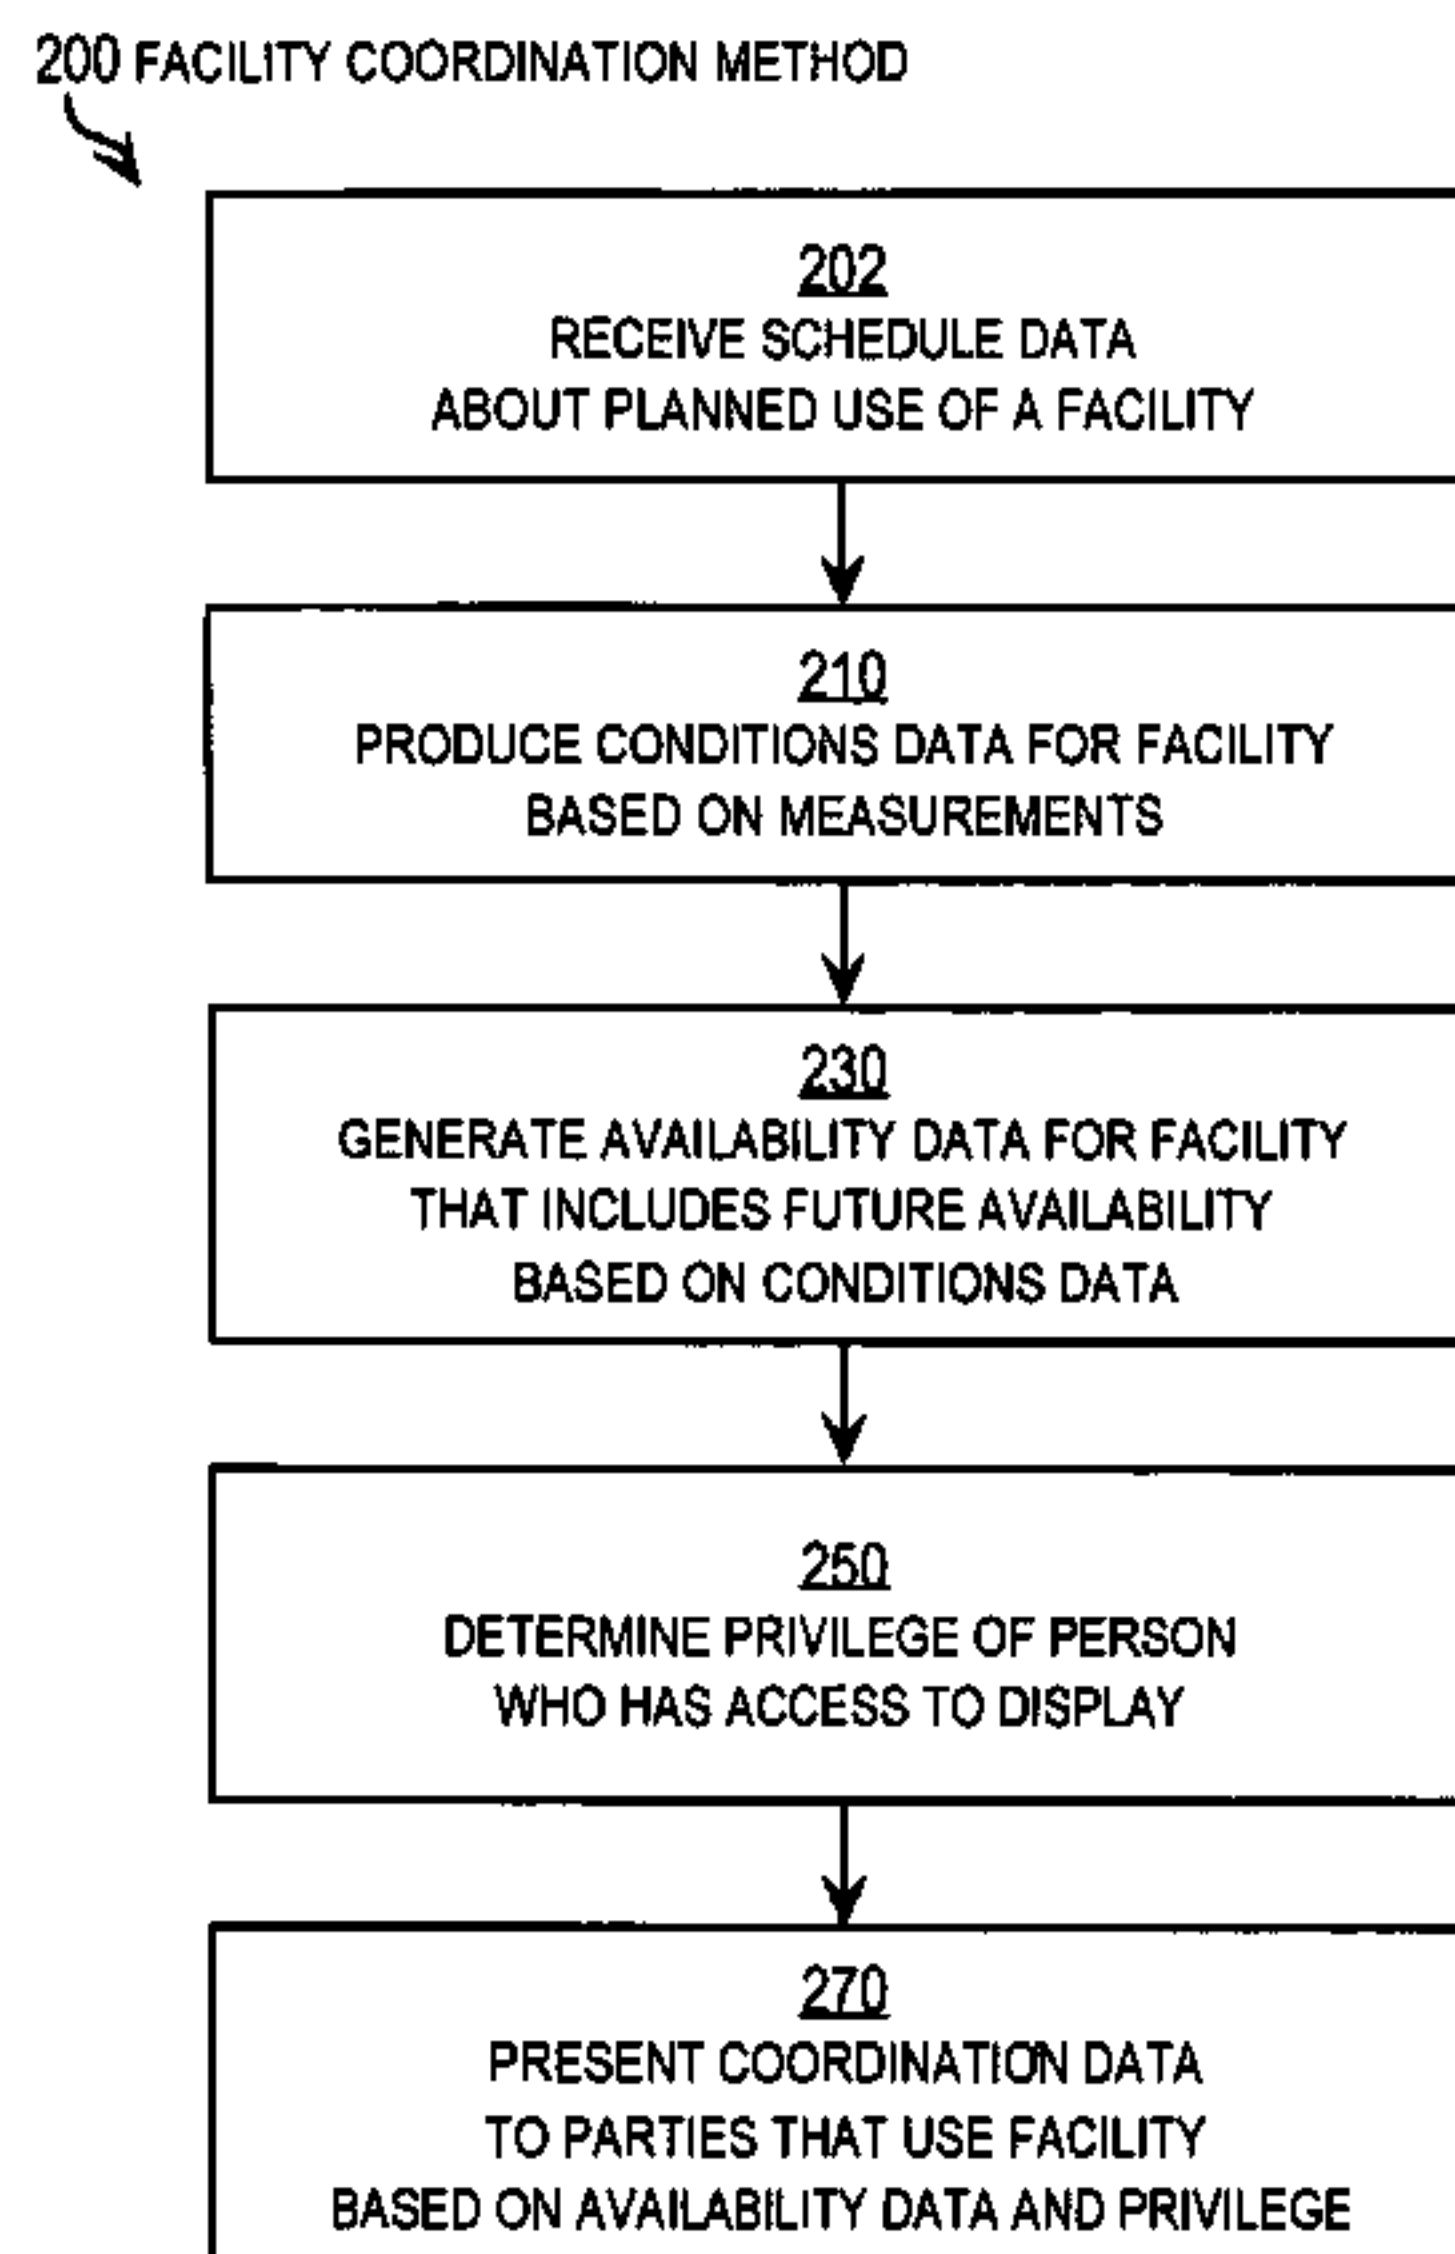 200 FACILITY COORDINATION METHOD
202
RECEIVE SCHEDULE DATA
ABOUT PLANNED USE OF A FACILITY
210
PRODUCE CONDITIONS DATA FOR FACILITY
BASED ON MEASUREMENTS
230
GENERATE AVAILABILITY DATA FOR FACILITY
THAT INCLUDES FUTURE AVAILABILITY
BASED ON CONDITIONS DATA
250
DETERMINE PRIVILEGE OF PERSON
WHO HAS ACCESS TO DISPLAY
270
PRESENT COORDINATION DATA
TO PARTIES THAT USE FACILITY
BASED ON AVAILABILITY DATA AND PRIVILEGE